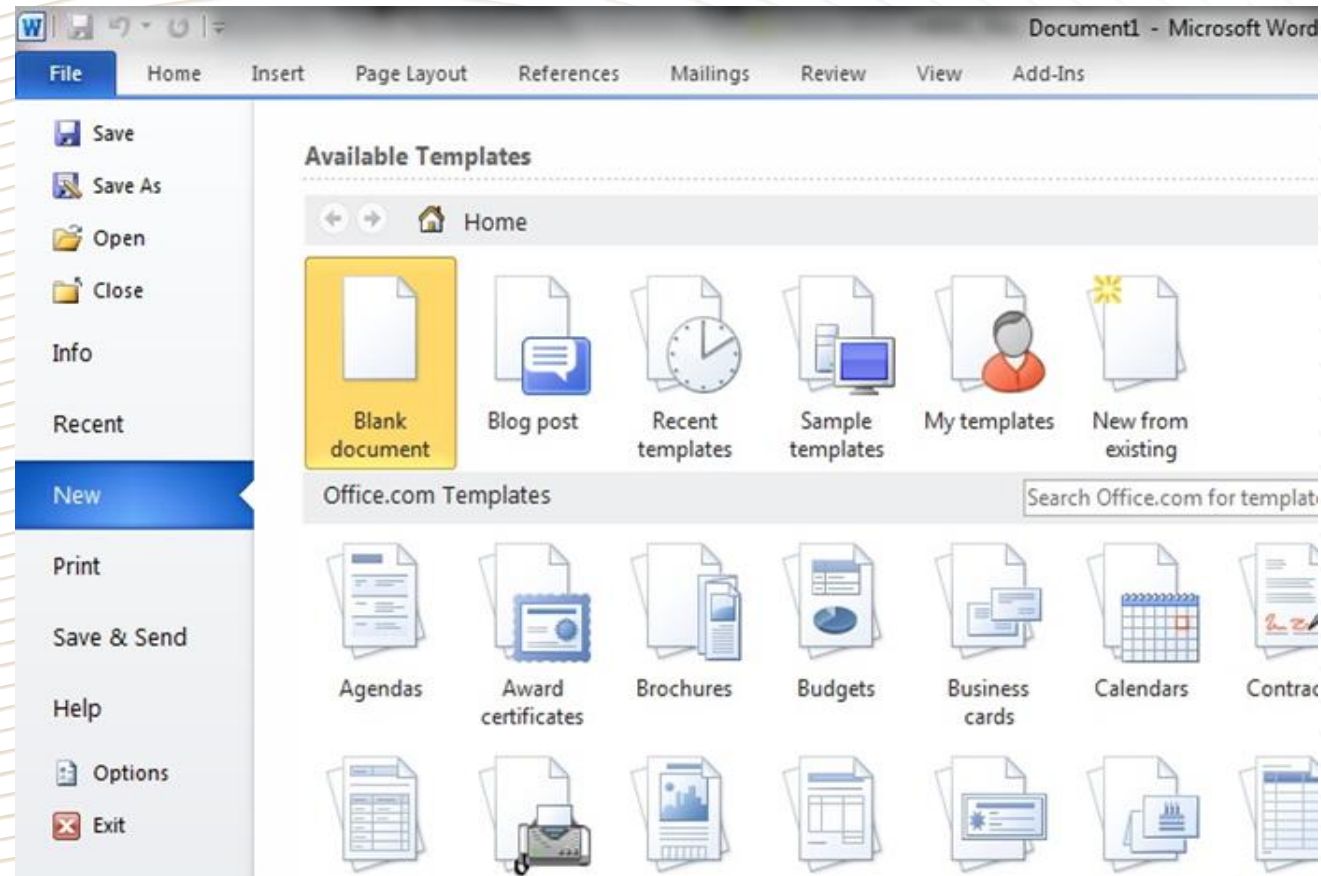 W
Document1 - Microsoft Word
File Home Insert Page Layout References Mailings Review View Add-Ins
Save
Save As
Open
Close
Info
Recent
New
Print
Save & Send
Help
Options
Exit
Available Templates
Home
Blank document
Blog post
Recent templates
Sample templates
My templates
New from existing
Office.com Templates
Search Office.com for templat
Agendas
Award certificates
Brochures
Budgets
Business cards
Calendars
Contrac